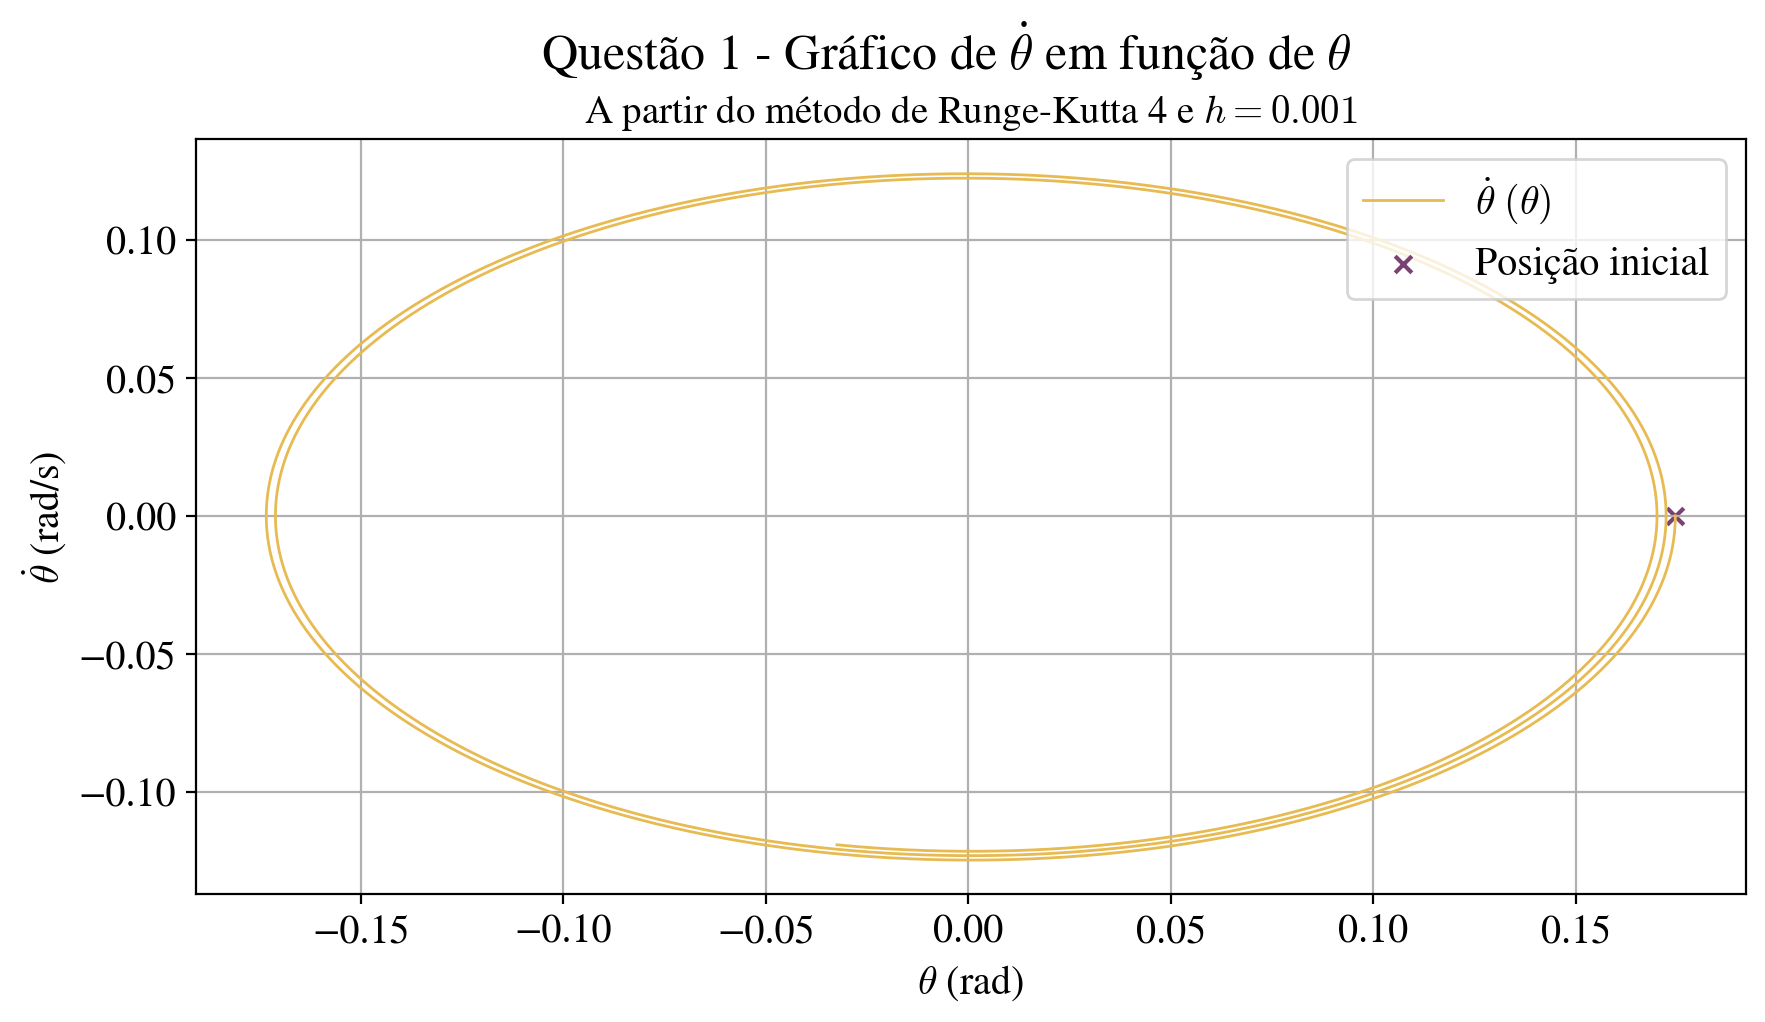 Questão 1 - Gráfico de θ̇ em função de θ
A partir do método de Runge-Kutta 4 e h = 0.001
θ̇ (θ)
Posição inicial
0.10
0.05
0.00
−0.05
−0.10
θ̇ (rad/s)
−0.15 −0.10 −0.05 0.00 0.05 0.10 0.15
θ (rad)